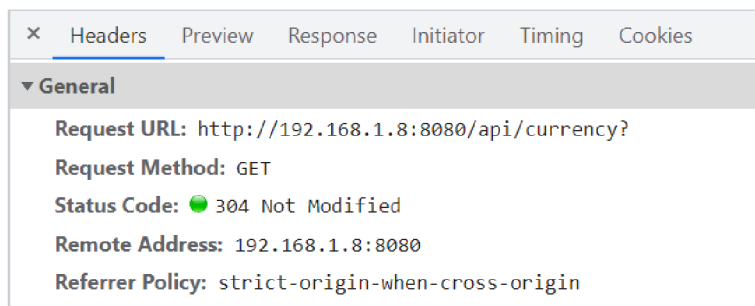 × Headers Preview Response Initiator Timing Cookies
▼ General
Request URL: http://192.168.1.8:8080/api/currency?
Request Method: GET
Status Code: 304 Not Modified
Remote Address: 192.168.1.8:8080
Referrer Policy: strict-origin-when-cross-origin